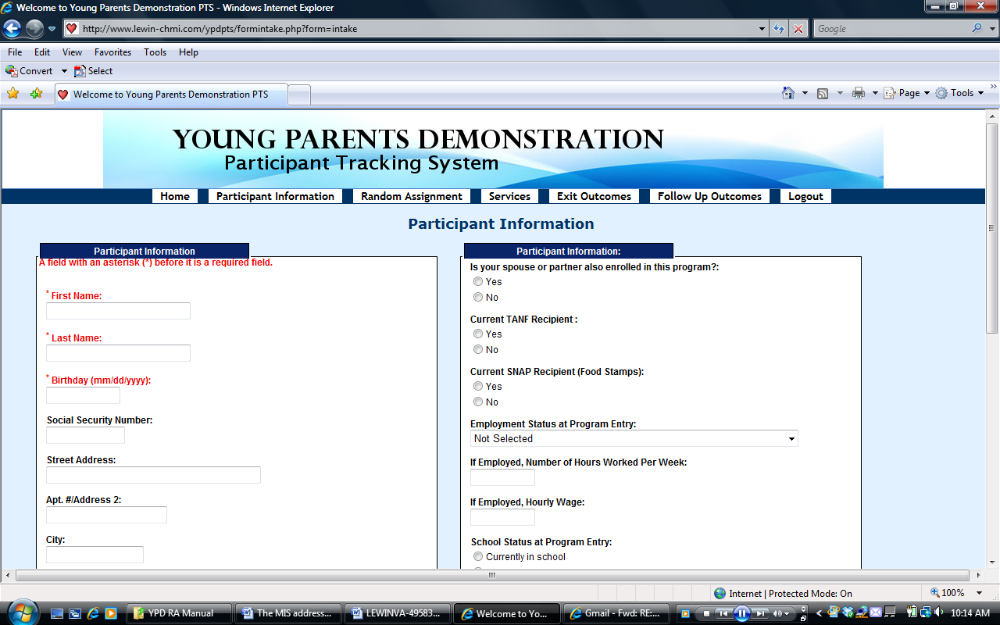 Welcome to Young Parents Demonstration PTS - Windows Internet Explorer
http://www.lewin-chmi.com/ypdpts/formintake.php?form=intake
Google
File Edit View Favorites Tools Help
Convert Select
Welcome to Young Parents Demonstration PTS
Page Tools
YOUNG PARENTS DEMONSTRATION
Participant Tracking System
Home Participant Information Random Assignment Services Exit Outcomes Follow Up Outcomes Logout
Participant Information
Participant Information
A field with an asterisk (*) before it is a required field.
* First Name:
* Last Name:
* Birthday (mm/dd/yyyy):
Social Security Number:
Street Address:
Apt. #/Address 2:
City:
Participant Information:
Is your spouse or partner also enrolled in this program?:
Yes
No
Current TANF Recipient :
Yes
No
Current SNAP Recipient (Food Stamps):
Yes
No
Employment Status at Program Entry:
Not Selected
If Employed, Number of Hours Worked Per Week:
If Employed, Hourly Wage:
School Status at Program Entry:
Currently in school
Internet | Protected Mode: On
100%
YPD RA Manual
The MIS address...
LEWINVA-49583...
Welcome to Yo...
Gmail - Fwd: RE:...
10:14 AM